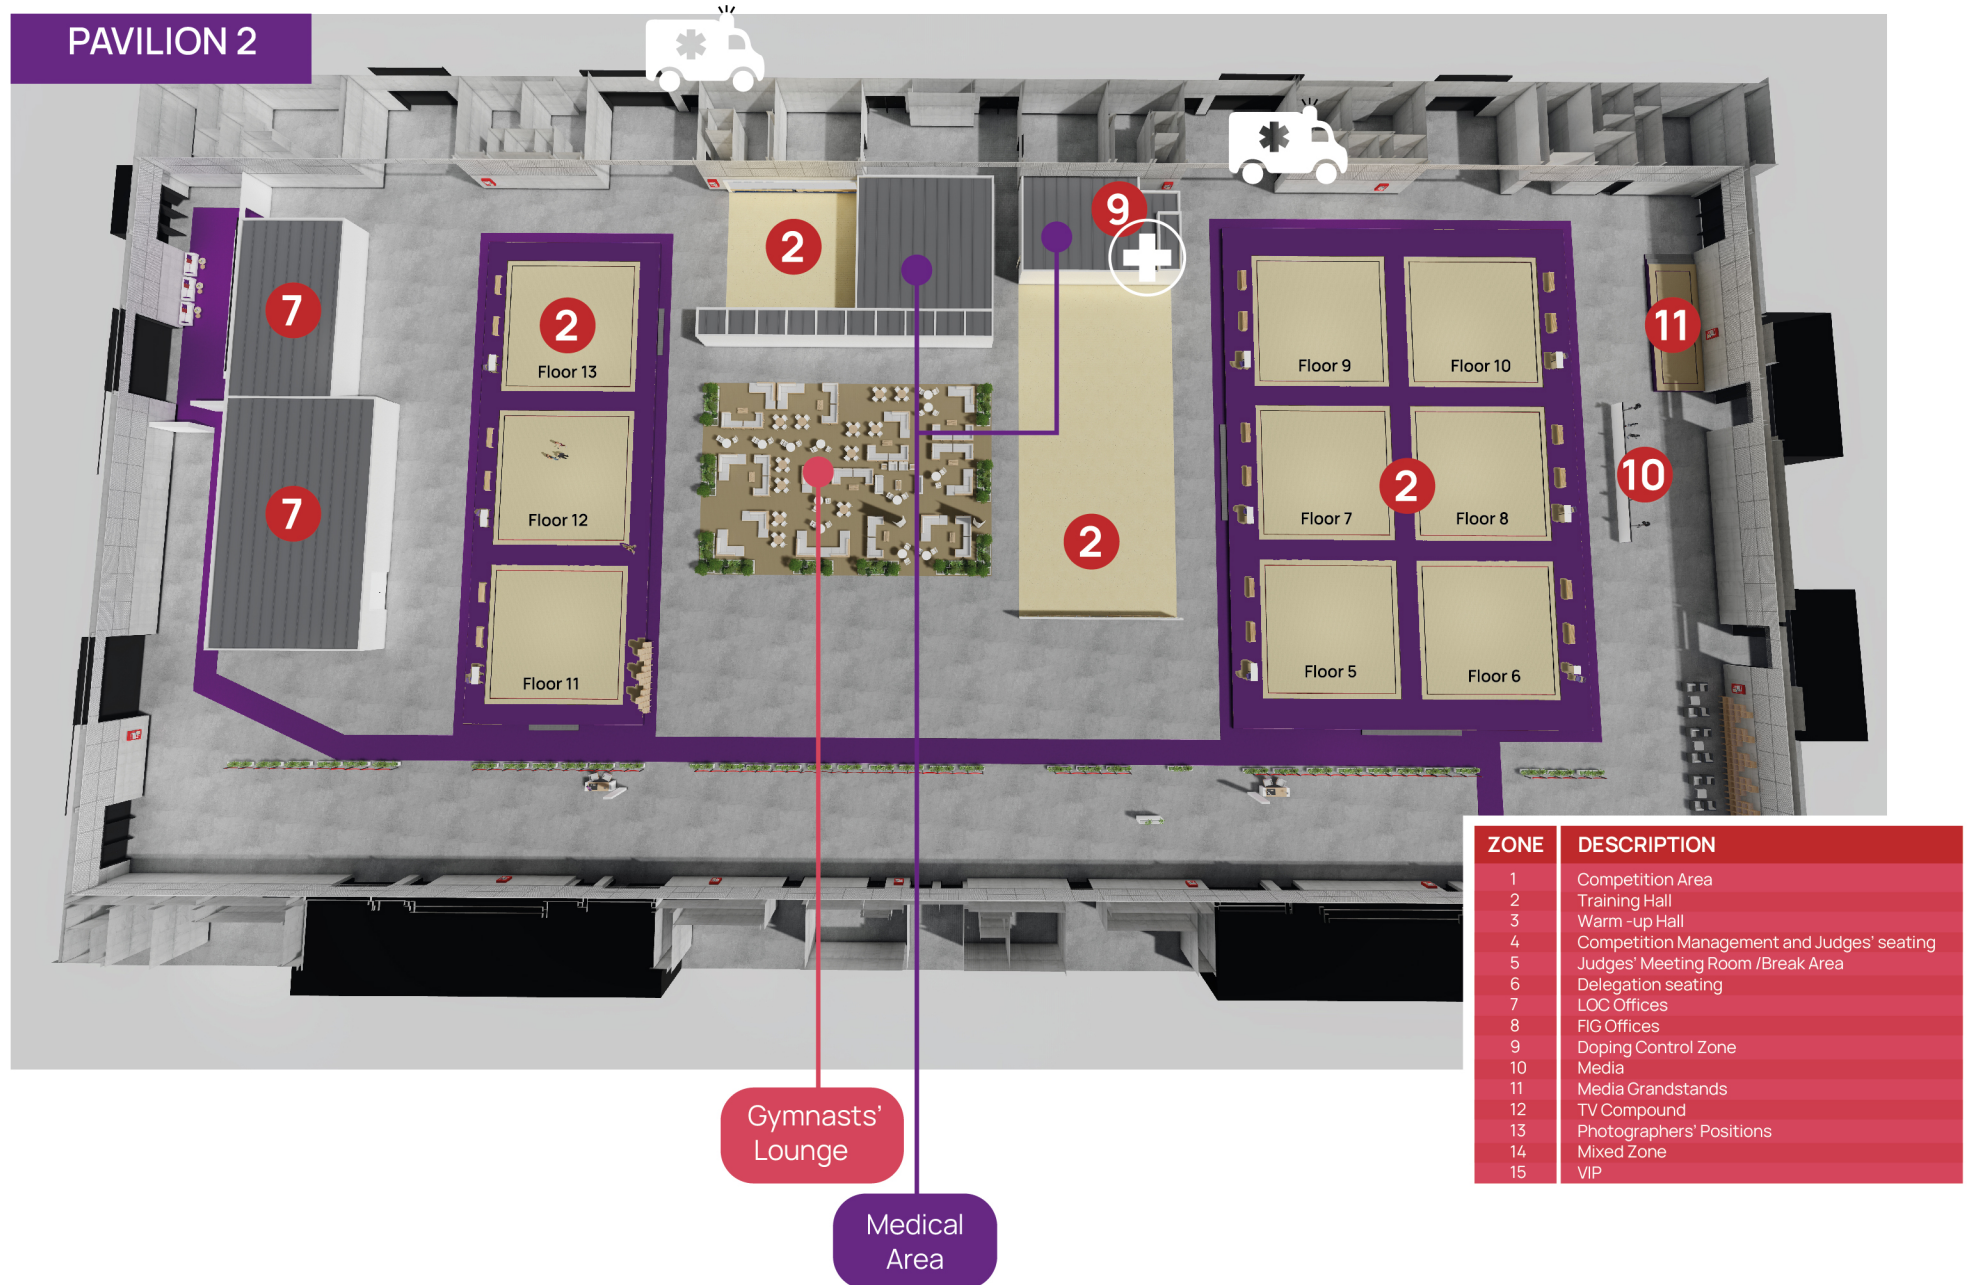 PAVILION 2
9
2
7
2
Floor 13
Floor 9
Floor 10
11
7
Floor 12
2
Floor 7
2
Floor 8
10
Floor 11
Floor 5
Floor 6
ZONE DESCRIPTION
1 Competition Area
2 Training Hall
3 Warm -up Hall
4 Competition Management and Judges' seating
5 Judges' Meeting Room /Break Area
6 Delegation seating
7 LOC Offices
8 FIG Offices
9 Doping Control Zone
10 Media
11 Media Grandstands
12 TV Compound
13 Photographers' Positions
14 Mixed Zone
15 VIP
Gymnasts'
Lounge
Medical
Area